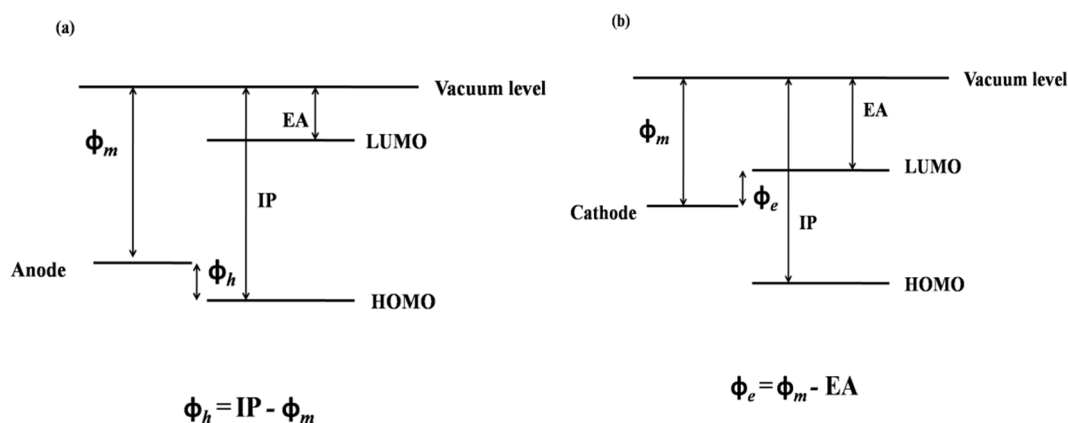 (a)
Vacuum level
EA
ϕm
LUMO
IP
Anode
ϕh
HOMO
ϕh = IP - ϕm
(b)
Vacuum level
EA
ϕm
LUMO
ϕe
Cathode
IP
HOMO
ϕe = ϕm - EA